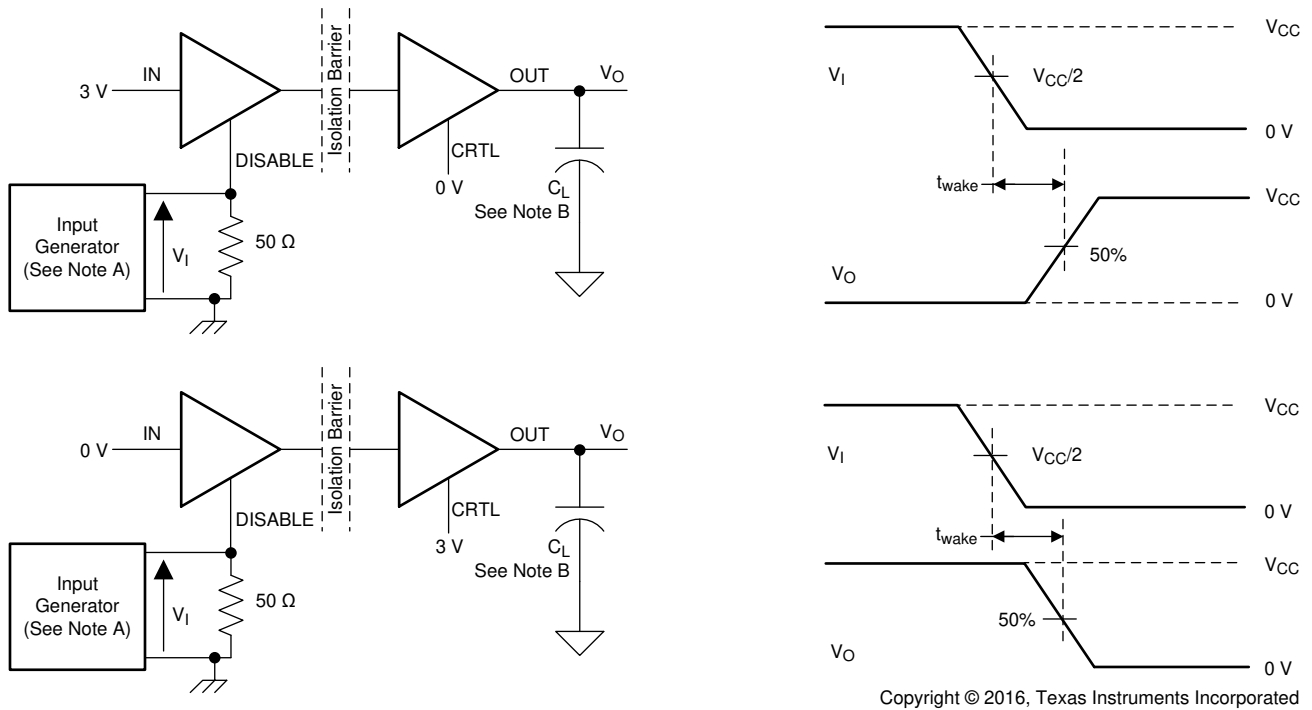 3 V
IN
Isolation Barrier
OUT
VO
DISABLE
CRTL
0 V
CL
See Note B
Input
Generator
(See Note A)
VI
50 Ω
VCC
VI
VCC/2
0 V
twake
VCC
50%
VO
0 V
0 V
IN
Isolation Barrier
OUT
VO
DISABLE
CRTL
3 V
CL
See Note B
Input
Generator
(See Note A)
VI
50 Ω
VCC
VI
VCC/2
0 V
twake
VCC
50%
VO
0 V
Copyright © 2016, Texas Instruments Incorporated